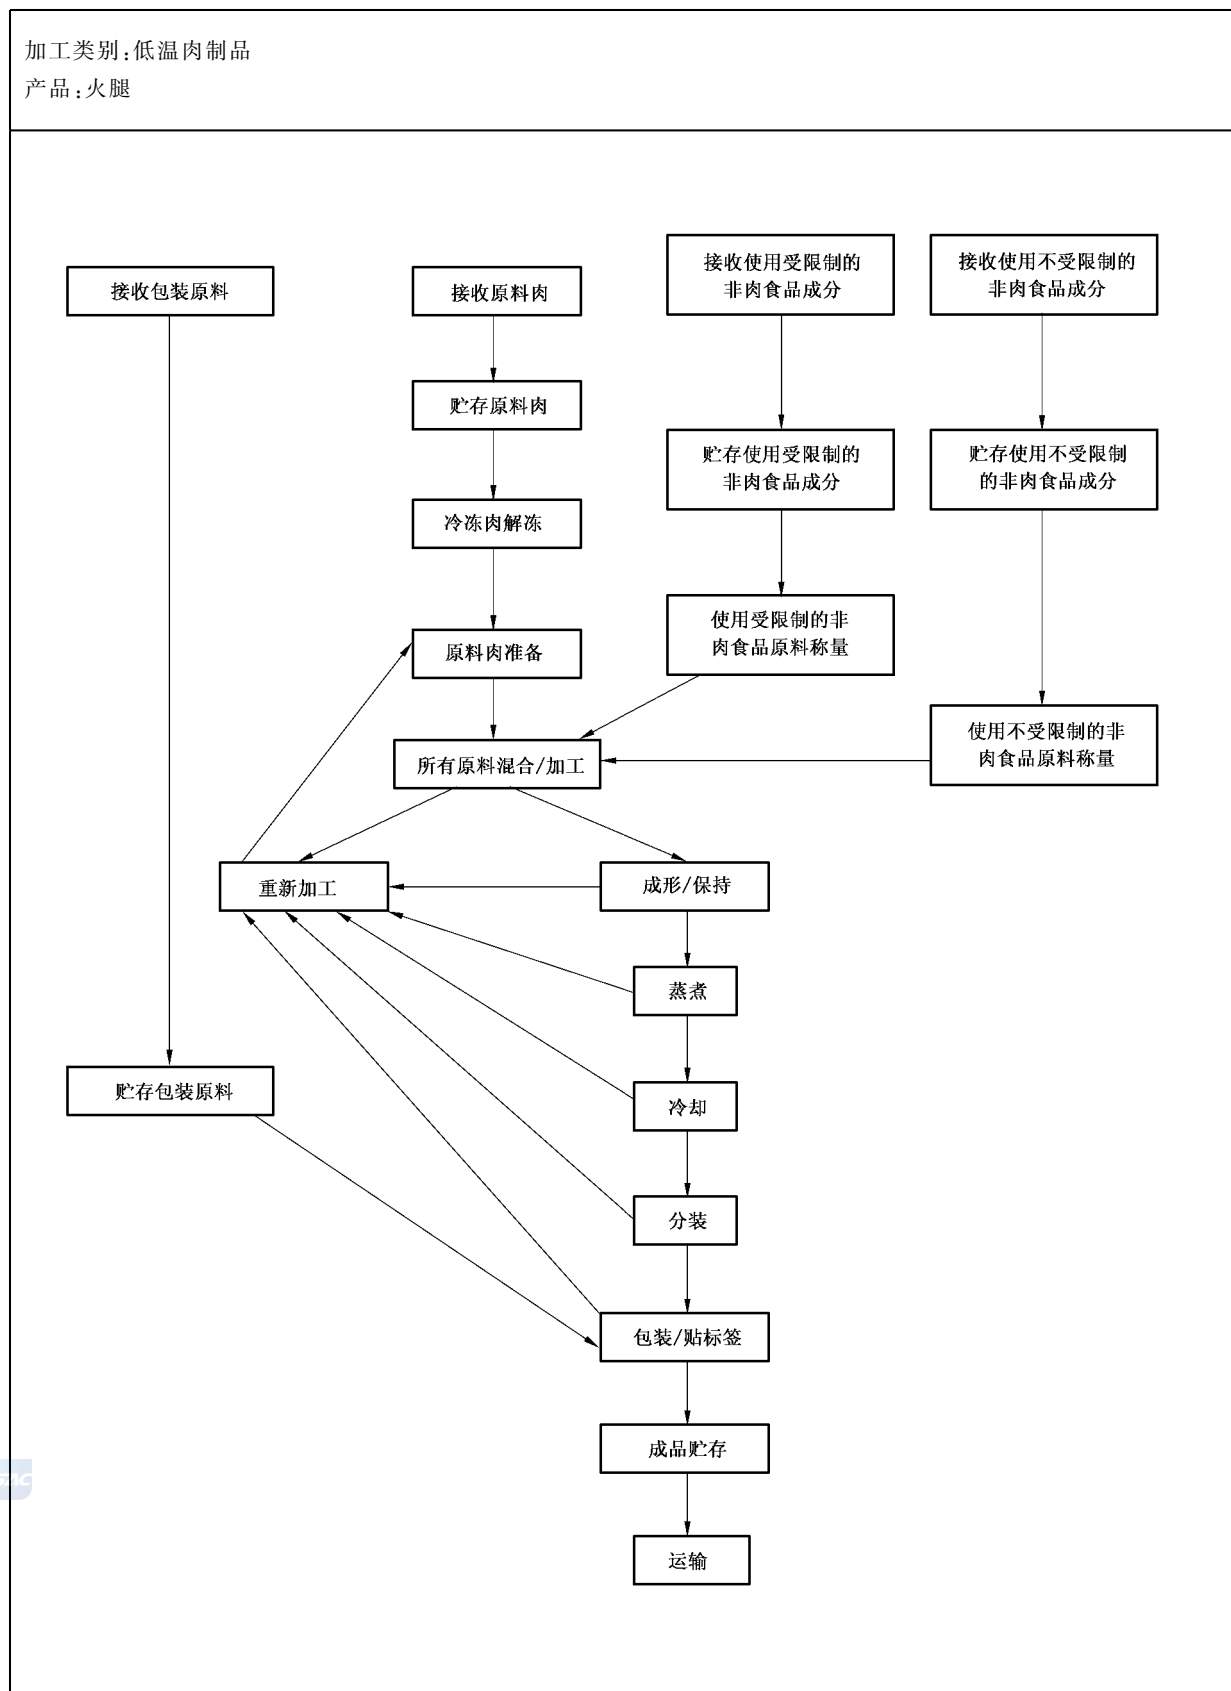 加工类别:低温肉制品
产品:火腿
接收包装原料
接收原料肉
接收使用受限制的
非肉食品成分
接收使用不受限制的
非肉食品成分
贮存原料肉
贮存使用受限制的
非肉食品成分
贮存使用不受限制
的非肉食品成分
冷冻肉解冻
使用受限制的非
肉食品原料称量
原料肉准备
使用不受限制的非
肉食品原料称量
所有原料混合/加工
重新加工
成形/保持
蒸煮
贮存包装原料
冷却
分装
包装/贴标签
成品贮存
SAC
运输